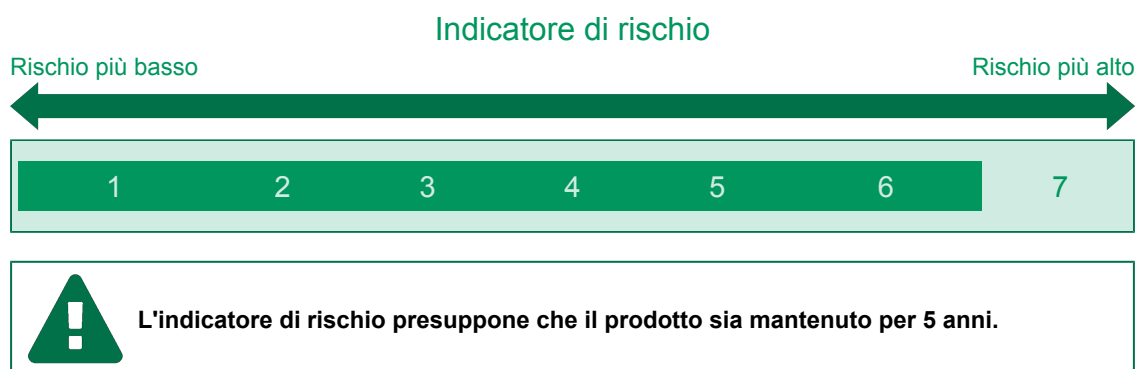 Indicatore di rischio
Rischio più basso Rischio più alto
1 2 3 4 5 6 7
L'indicatore di rischio presuppone che il prodotto sia mantenuto per 5 anni.